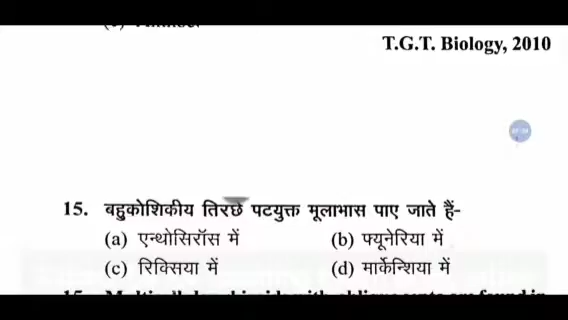 T.G.T. Biology, 2010
15. बहुकोशिकीय तिरछे पटयुक्त मूलाभास पाए जाते हैं-
(a) एन्थोसिरॉस में (b) फ्यूनेरिया में
(c) रिक्सिया में (d) मार्केन्शिया में